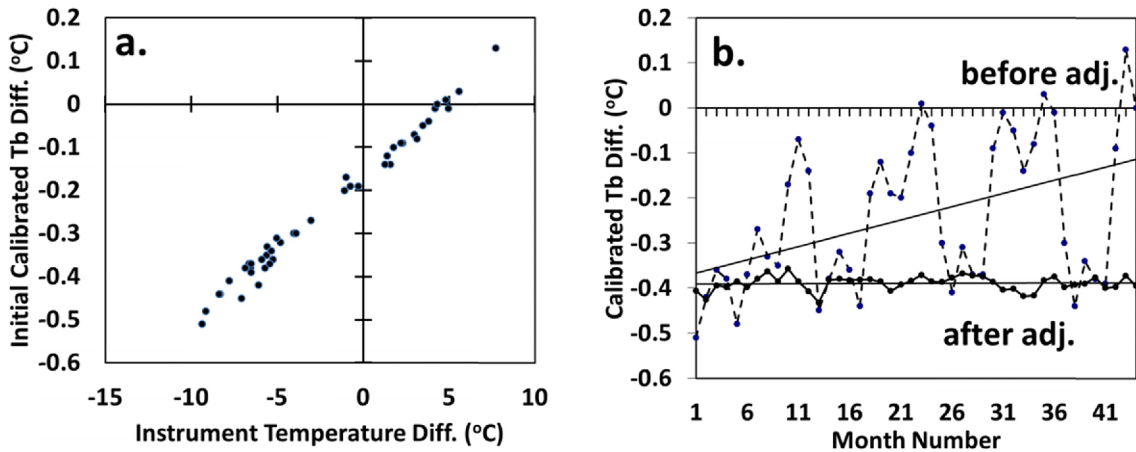 a.
Initial Calibrated Tb Diff. (°C)
0.2
0.1
0
-0.1
-0.2
-0.3
-0.4
-0.5
-0.6
-15 -10 -5 0 5 10
Instrument Temperature Diff. (°C)
b.
before adj.
after adj.
Calibrated Tb Diff. (°C)
0.2
0.1
0
-0.1
-0.2
-0.3
-0.4
-0.5
-0.6
1 6 11 16 21 26 31 36 41
Month Number